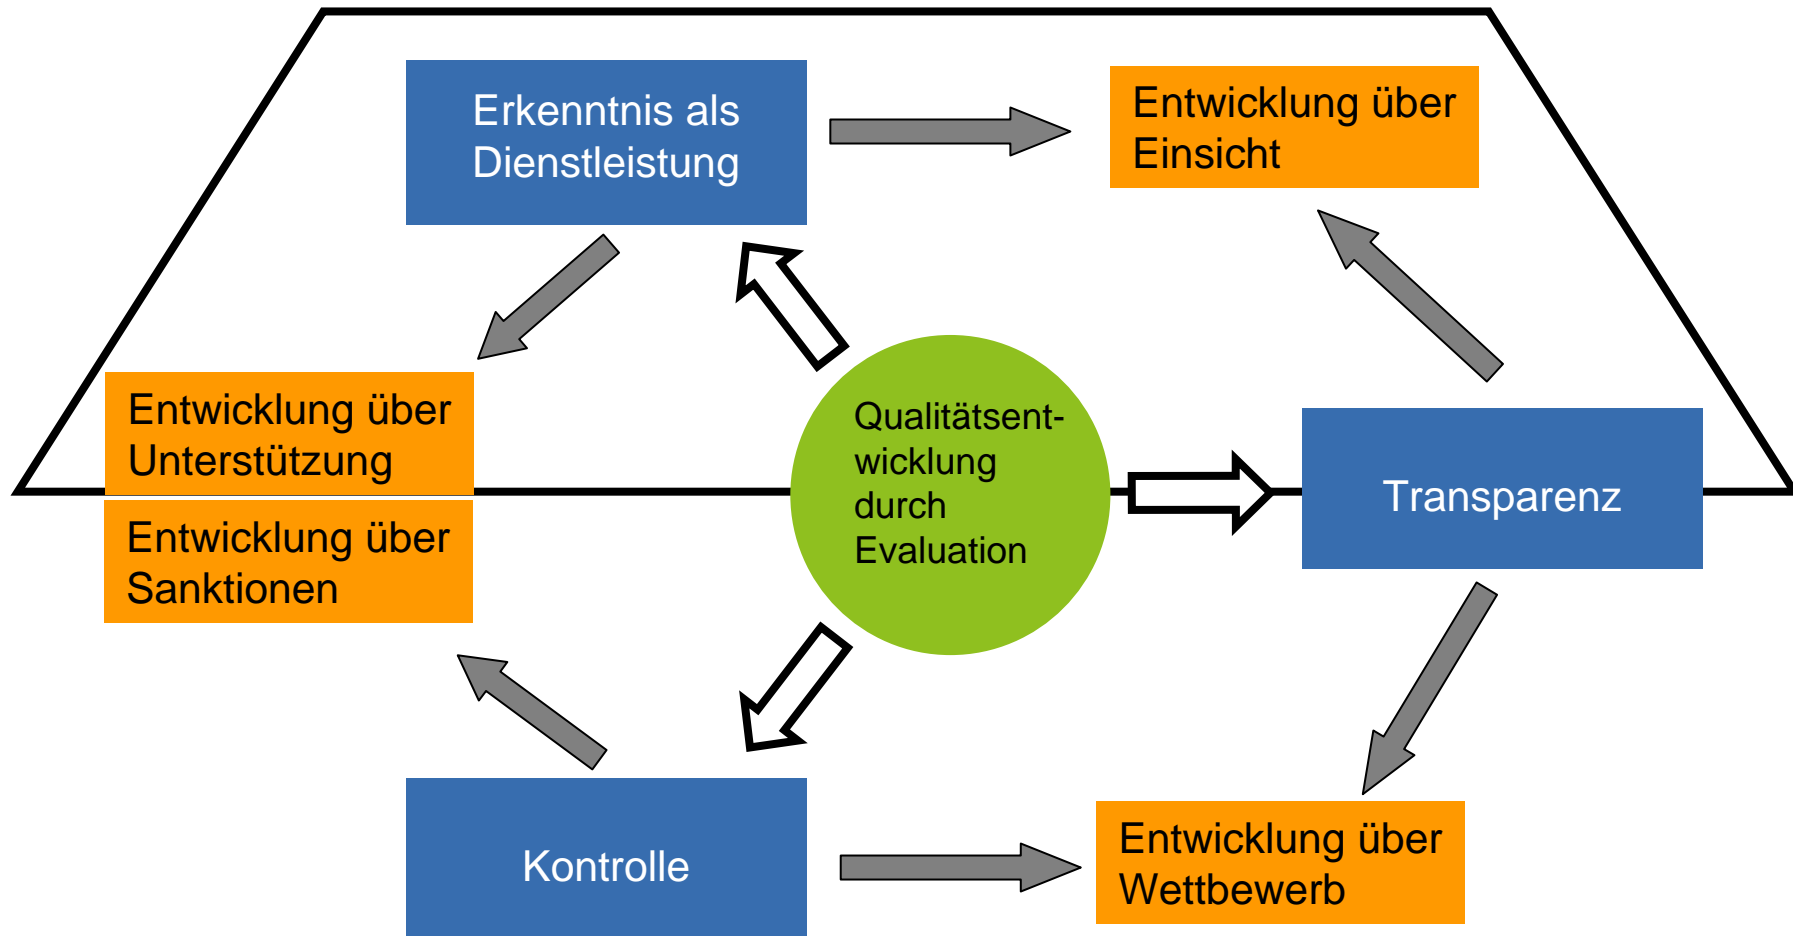 Erkenntnis als
Dienstleistung
Entwicklung über
Einsicht
Entwicklung über
Unterstützung
Qualitätsent-
wicklung
durch
Evaluation
Transparenz
Entwicklung über
Sanktionen
Kontrolle
Entwicklung über
Wettbewerb